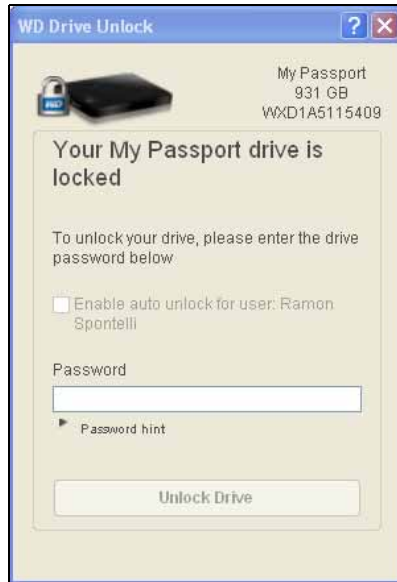 WD Drive Unlock
My Passport
931 GB
WXD1A5115409
WD
Your My Passport drive is
locked
To unlock your drive, please enter the drive
password below
Enable auto unlock for user: Ramon
Spontelli
Password
Password hint
Unlock Drive